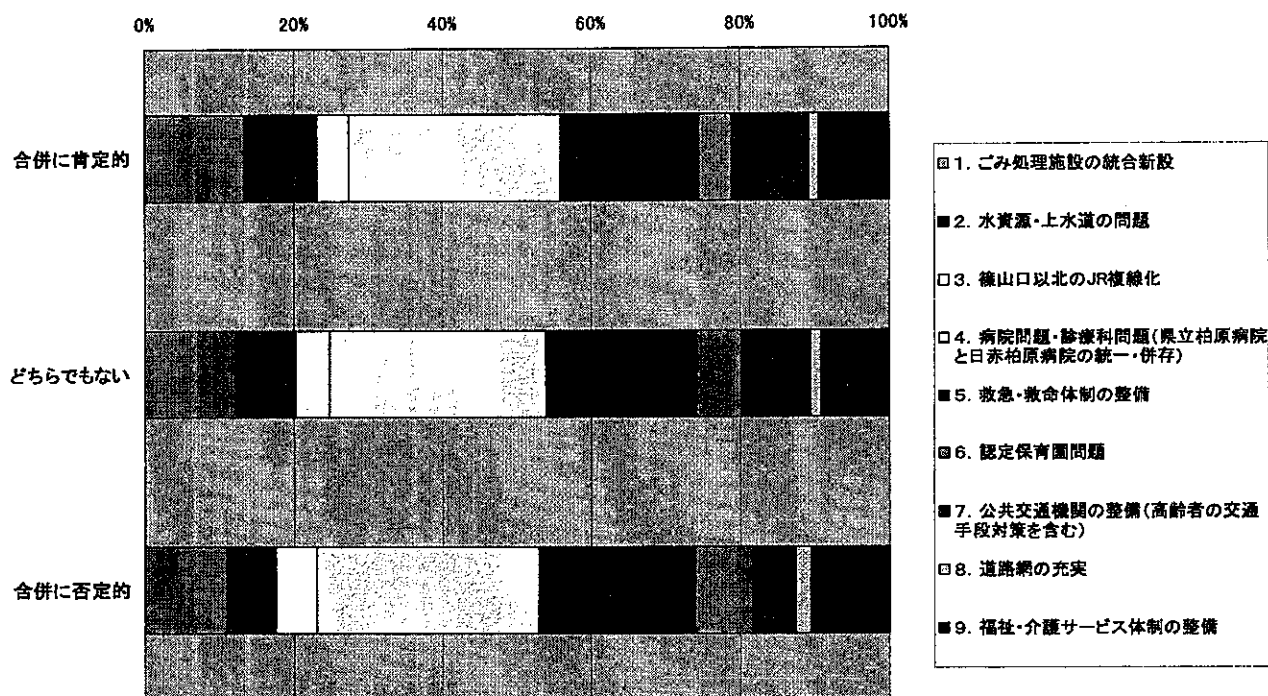 0% 20% 40% 60% 80% 100%
合併に肯定的
どちらでもない
合併に否定的
1. ごみ処理施設の統合新設
2. 水資源・上水道の問題
3. 篠山口以北のJR複線化
4. 病院問題・診療科問題(県立柏原病院
と日赤柏原病院の統一・併存)
5. 救急・救命体制の整備
6. 認定保育園問題
7. 公共交通機関の整備(高齢者の交通
手段対策を含む)
8. 道路網の充実
9. 福祉・介護サービス体制の整備